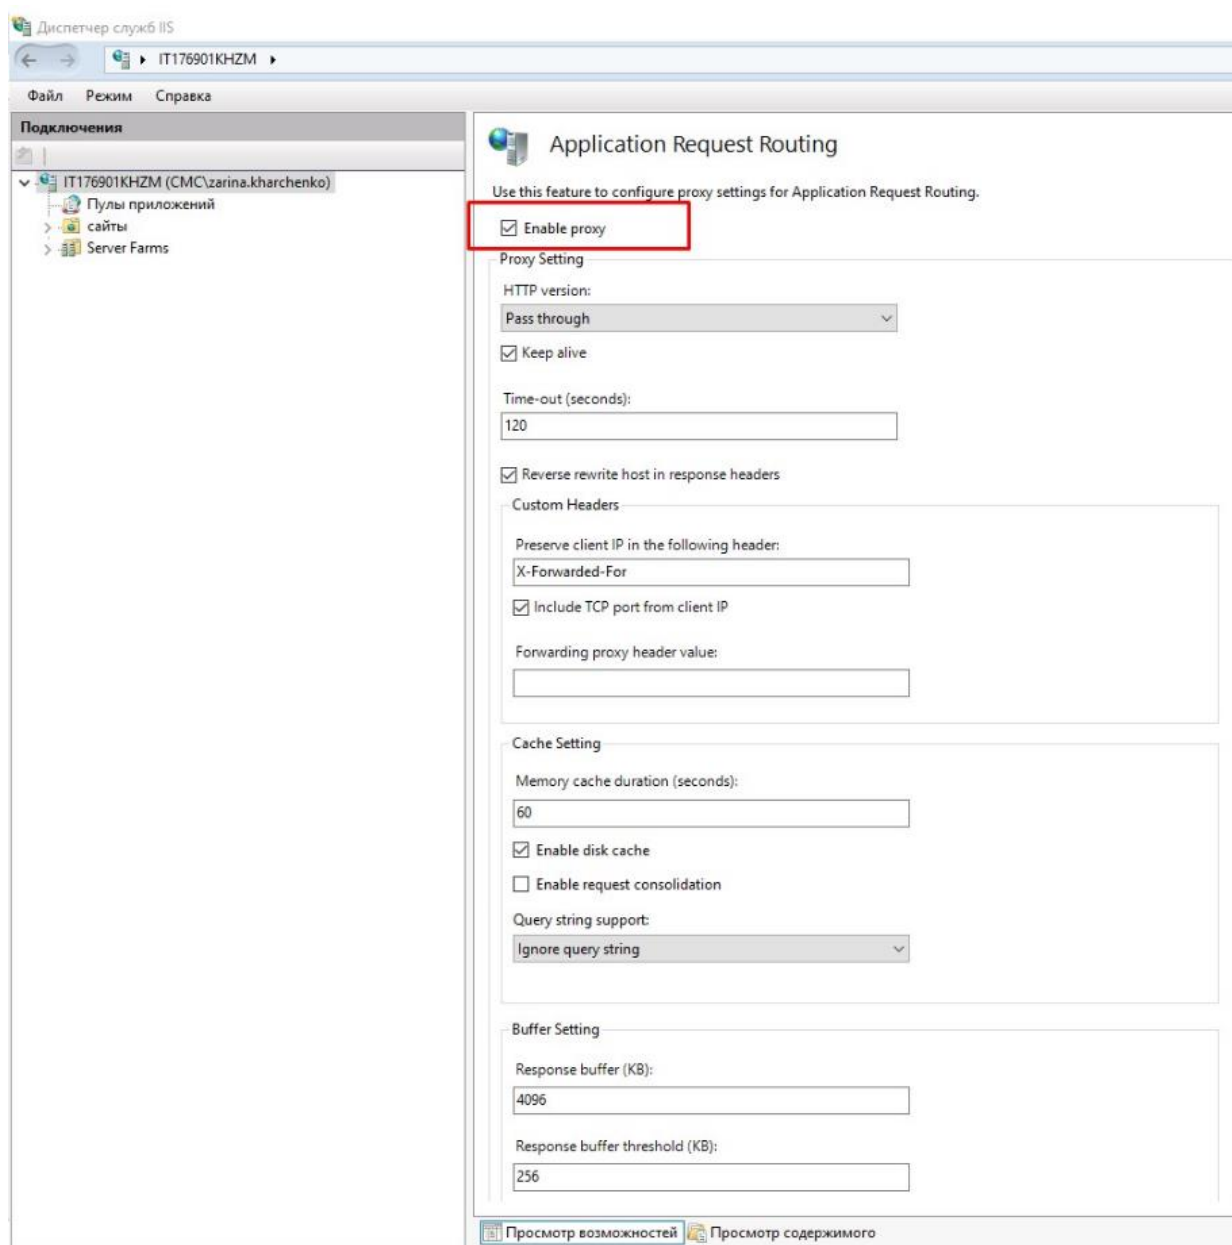 Диспетчер служб IIS
IT176901KHZM
Файл Режим Справка
Подключения
IT176901KHZM (CMC\zarina.kharchenko)
Пулы приложений
сайты
Server Farms
Application Request Routing
Use this feature to configure proxy settings for Application Request Routing.
Enable proxy
Proxy Setting
HTTP version:
Pass through
Keep alive
Time-out (seconds):
120
Reverse rewrite host in response headers
Custom Headers
Preserve client IP in the following header:
X-Forwarded-For
Include TCP port from client IP
Forwarding proxy header value:
Cache Setting
Memory cache duration (seconds):
60
Enable disk cache
Enable request consolidation
Query string support:
Ignore query string
Buffer Setting
Response buffer (KB):
4096
Response buffer threshold (KB):
256
Просмотр возможностей Просмотр содержимого